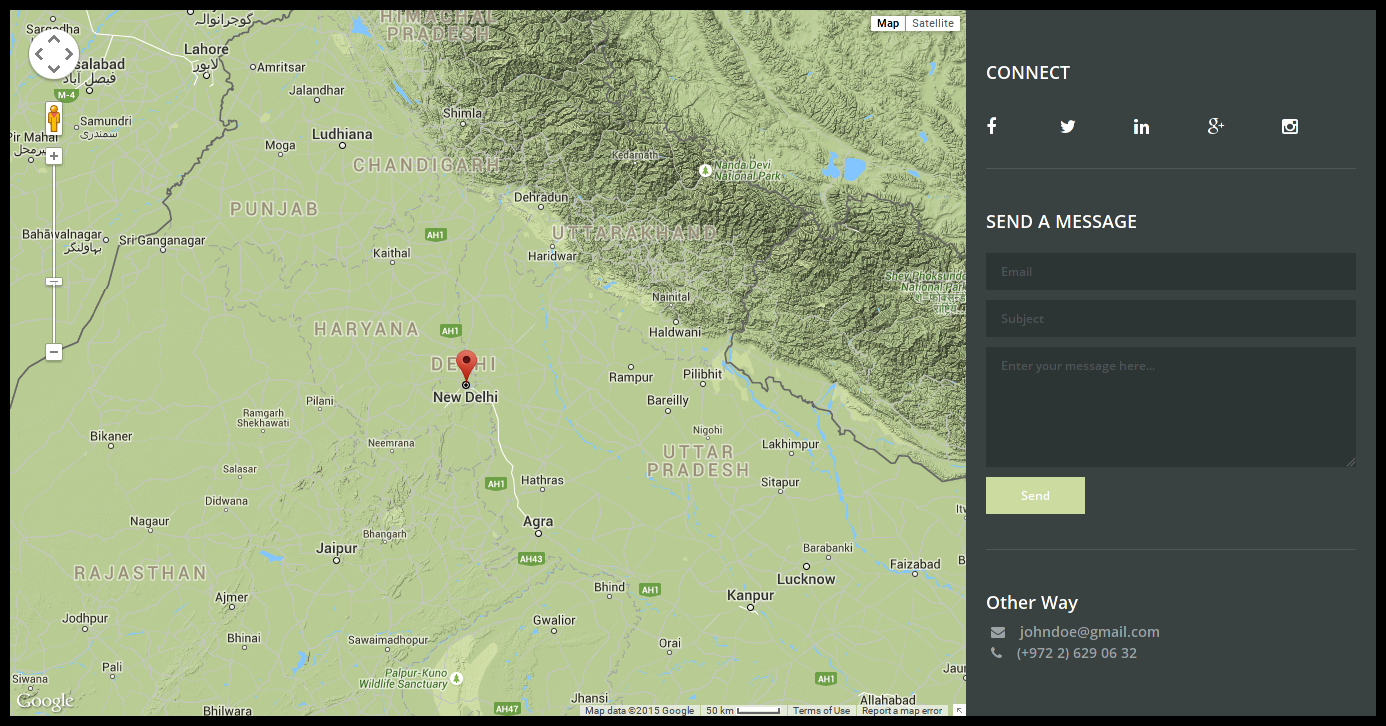 HIMACHAL
PRADESH
Map
Satellite
Sargodha
گوجرانوالہ
Lahore
لاہور
salabad
فیصل آباد
M-4
Amritsar
Jalandhar
Samundri
سمندری
Pir Mahal
پیرمحل
Shimla
Ludhiana
Moga
CHANDIGARH
Kedarnath
Nanda Devi
National Park
PUNJAB
Dehradun
Bahawalnagar
بہاولنگر
Sri Ganganagar
AH1
UTTARAKHAND
Kaithal
Haridwar
Shey Phoksundo
National Park
Nainital
HARYANA
AH1
Haldwani
DELHI
New Delhi
Rampur
Pilibhit
Bareilly
Pilani
Ramgarh
Shekhawati
Bikaner
Neemrana
Nigohi
Lakhimpur
UTTAR
PRADESH
Salasar
AH1
Hathras
Sitapur
Didwana
Nagaur
Agra
Bhangarh
Jaipur
AH43
Barabanki
Lucknow
Faizabad
RAJASTHAN
Bhind
AH1
Kanpur
Ajmer
Jodhpur
Gwalior
Bhinai
Sawaimadhopur
Orai
Pali
Palpur-Kuno
Wildlife Sanctuary
Siwana
AH1
Jaun
Google
Bhilwara
AH47
Jhansi
Allahabad
Map data ©2015 Google
50 km
Terms of Use
Report a map error
CONNECT
SEND A MESSAGE
Email
Subject
Enter your message here...
Send
Other Way
johndoe@gmail.com
(+972 2) 629 06 32